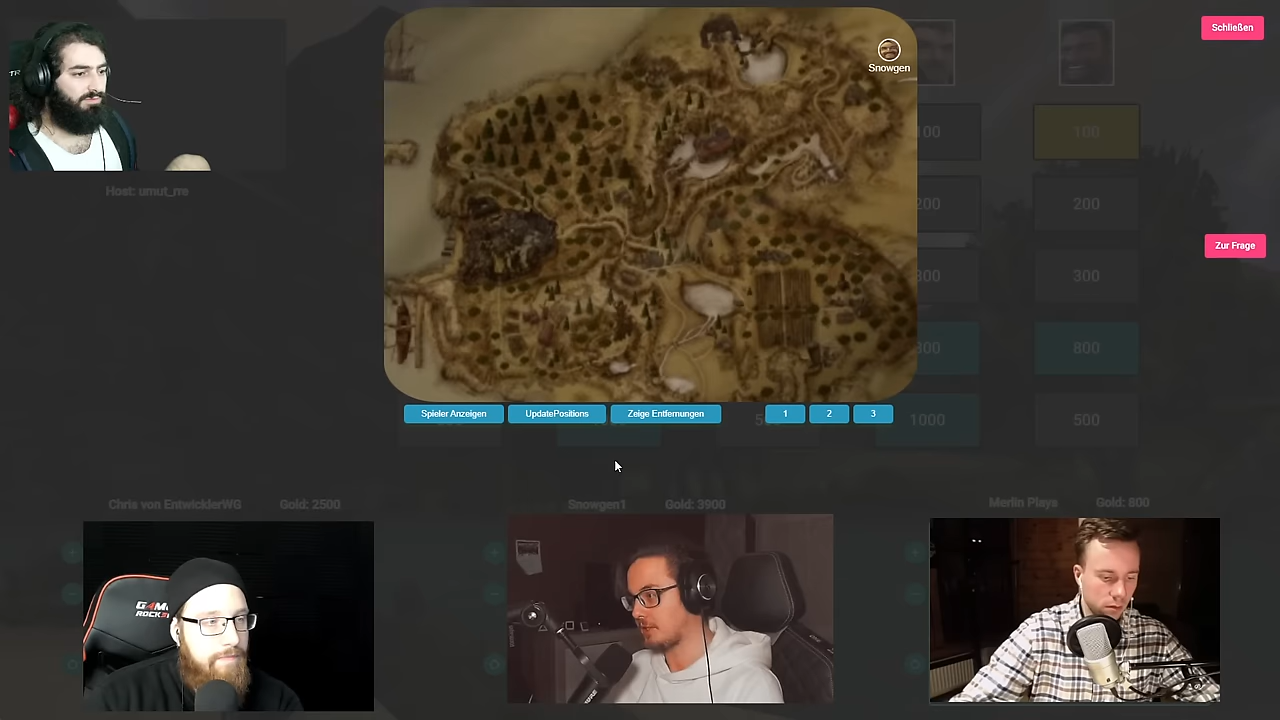 Schließen
Snowgen
100
100
Host: umut_rre
200
200
Zur Frage
300
300
800
800
Spieler Anzeigen
UpdatePositions
Zeige Entfernungen
1
2
3
1000
500
Chris von EntwicklerWG
Gold: 2500
Snowgen1
Gold: 3900
Merlin Plays
Gold: 800